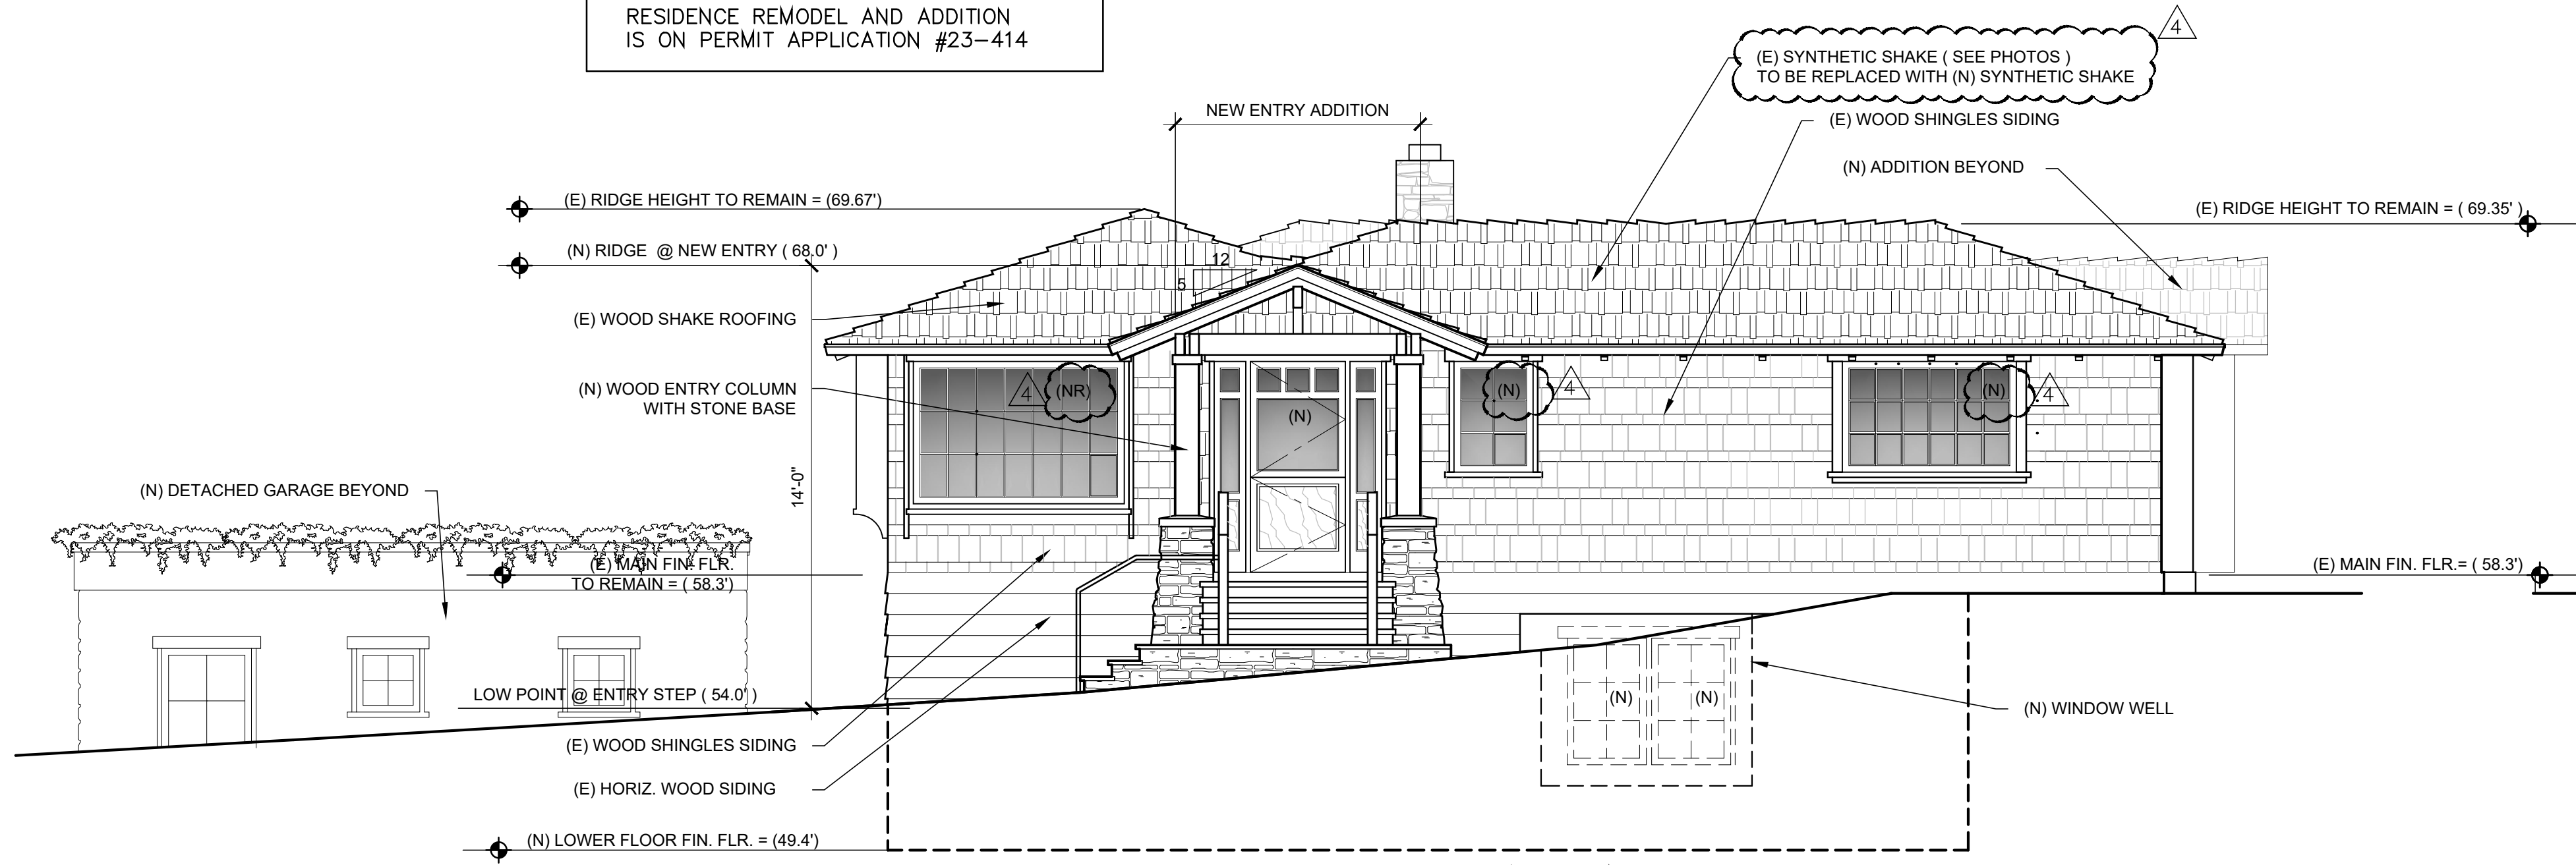 RESIDENCE REMODEL AND ADDITION
IS ON PERMIT APPLICATION #23-414
4
(E) SYNTHETIC SHAKE ( SEE PHOTOS )
TO BE REPLACED WITH (N) SYNTHETIC SHAKE
NEW ENTRY ADDITION
(E) WOOD SHINGLES SIDING
(N) ADDITION BEYOND
(E) RIDGE HEIGHT TO REMAIN = (69.67')
(E) RIDGE HEIGHT TO REMAIN = ( 69.35' )
(N) RIDGE @ NEW ENTRY ( 68.0' )
12
5
(E) WOOD SHAKE ROOFING
(N) WOOD ENTRY COLUMN
WITH STONE BASE
4
(NR)
(N)
(N)
4
(N)
4
14'-0"
(N) DETACHED GARAGE BEYOND
(E) MAIN FIN. FLR.
TO REMAIN = ( 58.3')
(E) MAIN FIN. FLR.= ( 58.3')
LOW POINT @ ENTRY STEP ( 54.0' )
(N)
(N)
(N) WINDOW WELL
(E) WOOD SHINGLES SIDING
(E) HORIZ. WOOD SIDING
(N) LOWER FLOOR FIN. FLR. = (49.4')